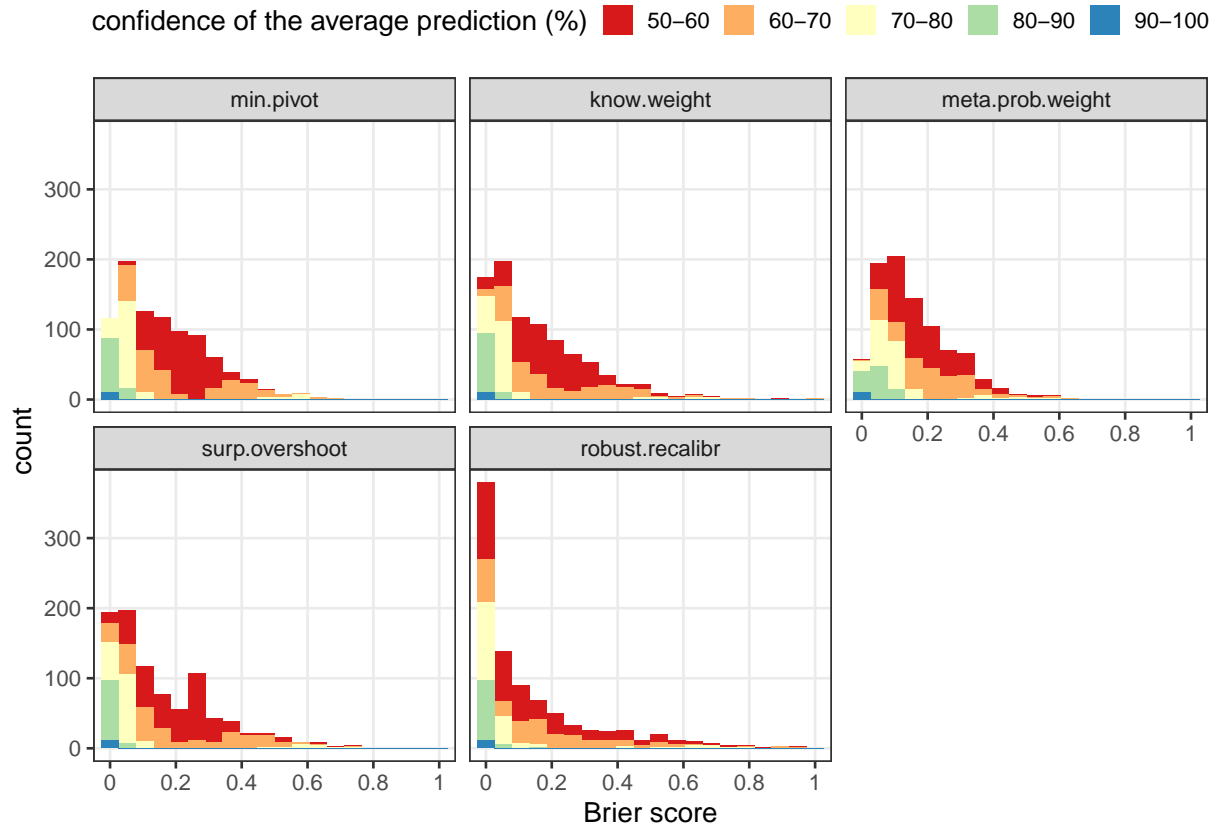 confidence of the average prediction (%) 50−60 60−70 70−80 80−90 90−100
min.pivot know.weight meta.prob.weight
300
200
100
0
0 0.2 0.4 0.6 0.8 1
surp.overshoot robust.recalibr
300
200
100
0
0 0.2 0.4 0.6 0.8 1 0 0.2 0.4 0.6 0.8 1
count
Brier score